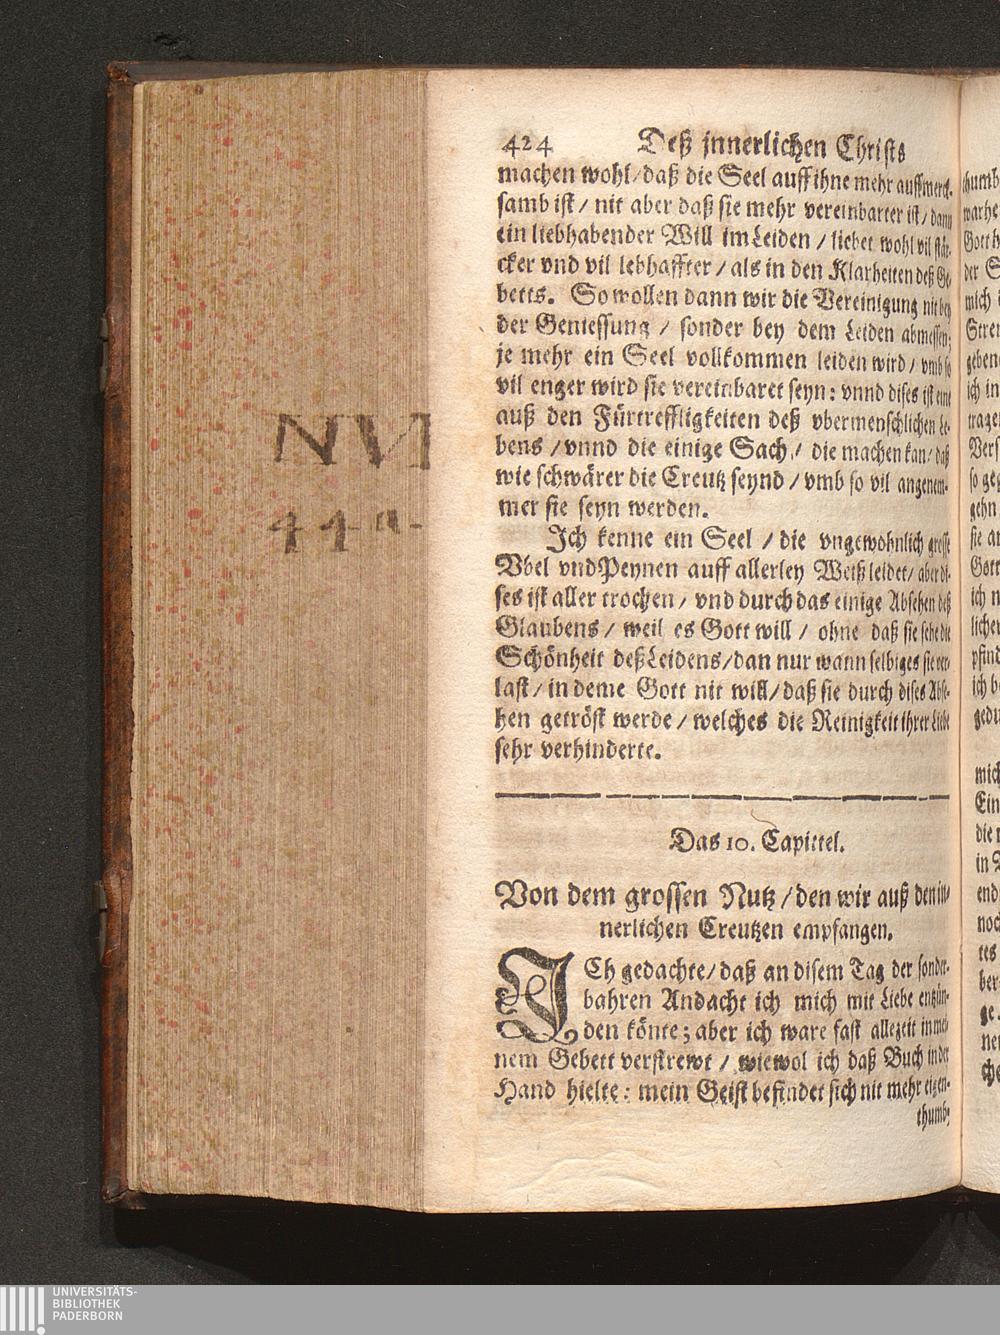 424 Deß jnnerlichen Christs
machen wohl / daß die Seel auff ihne mehr auffmerck-
samb ist / nit aber daß sie mehr vereinbarter ist / dann
ein liebhabender Will im Leiden / liebet wohl vil stär-
cker vnd vil lebhaffter / als in den Klarheiten deß Ge-
betts. So wollen dann wir die Vereinigung nit bey
der Geniessung / sonder bey dem Leiden abmessen;
je mehr ein Seel vollkommen leiden wird / vmb so
vil enger wird sie vereinbaret seyn: vnnd dises ist eine
auß den Fürtreffligkeiten deß vbermenschlichen Le-
bens / vnnd die einige Sach / die machen kan / daß
wie schwärer die Creutz seynd / vmb so vil angenem-
mer sie seyn werden.
Ich kenne ein Seel / die vngewohnlich grosse
Vbel vnd Peynen auff allerley Weiß leidet / aber di-
ses ist aller trochen / vnd durch das einige Absehen deß
Glaubens / weil es Gott will / ohne daß sie sehe die
Schönheit deß Leidens / dan nur wann selbiges sie ver-
last / in deme Gott nit will / daß sie durch dises Abse-
hen getröst werde / welches die Reinigkeit ihrer Liebe
sehr verhinderte.
Das 10. Capittel.
Von dem grossen Nutz / den wir auß den in-
nerlichen Creutzen empfangen.
ICh gedachte / daß an disem Tag der sonder-
bahren Andacht ich mich mit Liebe entzün-
den könte; aber ich ware fast allezeit in mei-
nem Gebett verstrewt / wiewol ich daß Buch in der
Hand hielte: mein Geist befindet sich nit mehr eigen-
thumb-
NVI
UNIVERSITÄTS-
BIBLIOTHEK
PADERBORN